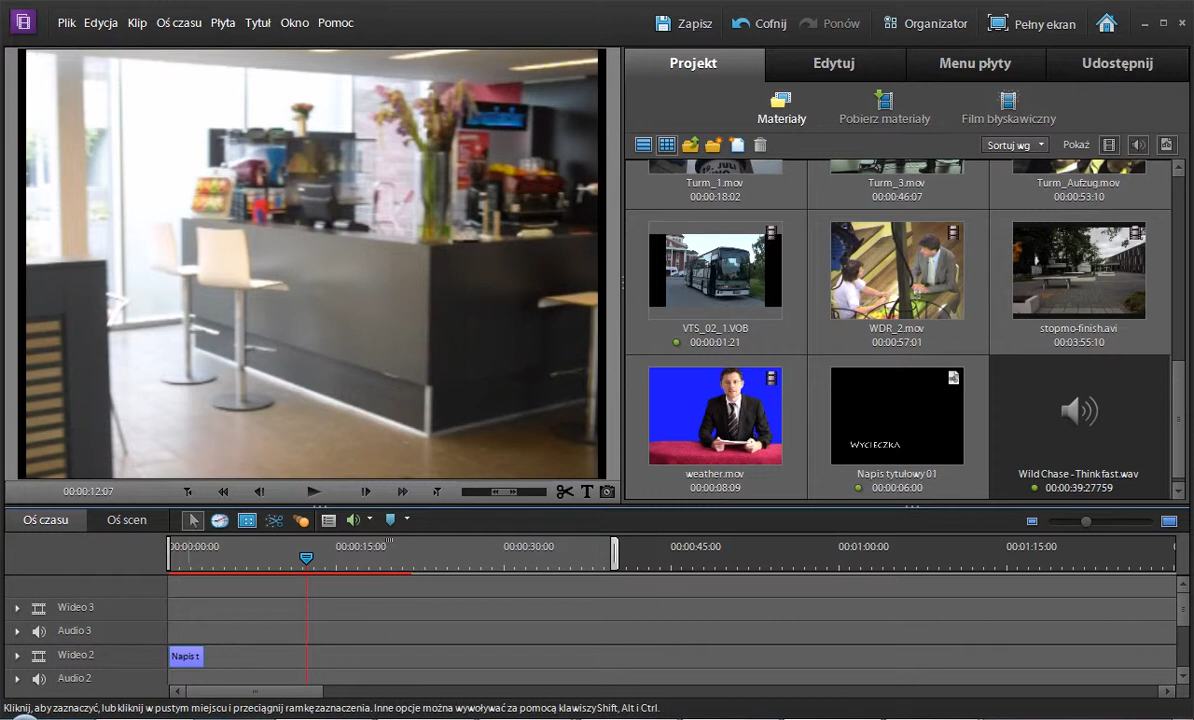 Plik Edycja Klip Oś czasu Płyta Tytuł Okno Pomoc Zapisz Cofnij Ponów Organizator Pełny ekran
Projekt Edytuj Menu płyty Udostępnij
Materiały Pobierz materiały Film błyskawiczny
Sortuj wg Pokaż
Turm_1.mov Turm_3.mov Turm_Aufzug.mov
00:00:18:02 00:00:46:07 00:00:53:10
VTS_02_1.VOB WDR_2.mov stopmo-finish.avi
00:00:01:21 00:00:57:01 00:03:55:10
WYCIECZKA
weather.mov Napis tytułowy 01 Wild Chase - Think fast.wav
00:00:08:09 00:00:06:00 00:00:39:27759
00:00:12:07 T
Oś czasu Oś scen
00:00:00:00 00:00:15:00 00:00:30:00 00:00:45:00 00:01:00:00 00:01:15:00
Wideo 3
Audio 3
Wideo 2 Napis t
Audio 2
Kliknij, aby zaznaczyć, lub kliknij w pustym miejscu i przeciągnij ramkę zaznaczenia. Inne opcje można wywoływać za pomocą klawiszy Shift, Alt i Ctrl.